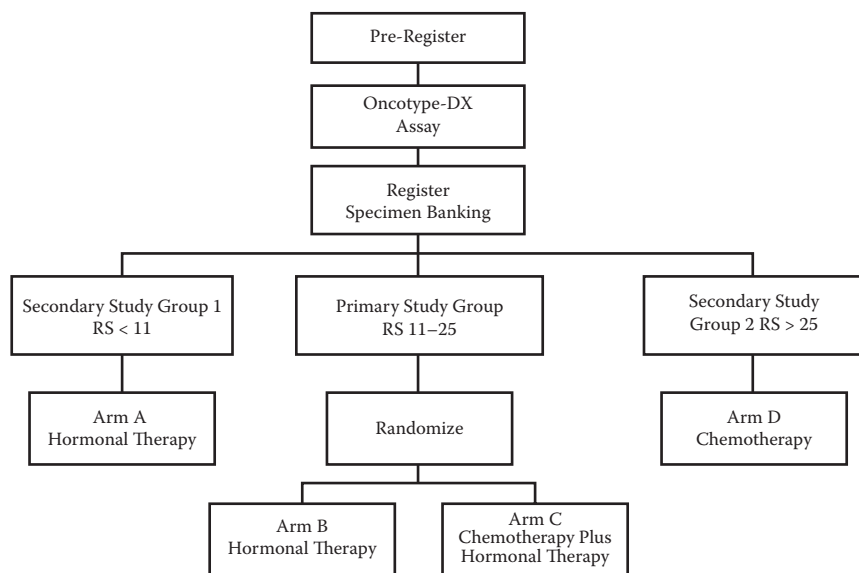 Pre-Register
Oncotype-DX
Assay
Register
Specimen Banking
Secondary Study Group 1
RS < 11
Primary Study Group
RS 11–25
Secondary Study
Group 2 RS > 25
Arm A
Hormonal Therapy
Randomize
Arm D
Chemotherapy
Arm B
Hormonal Therapy
Arm C
Chemotherapy Plus
Hormonal Therapy